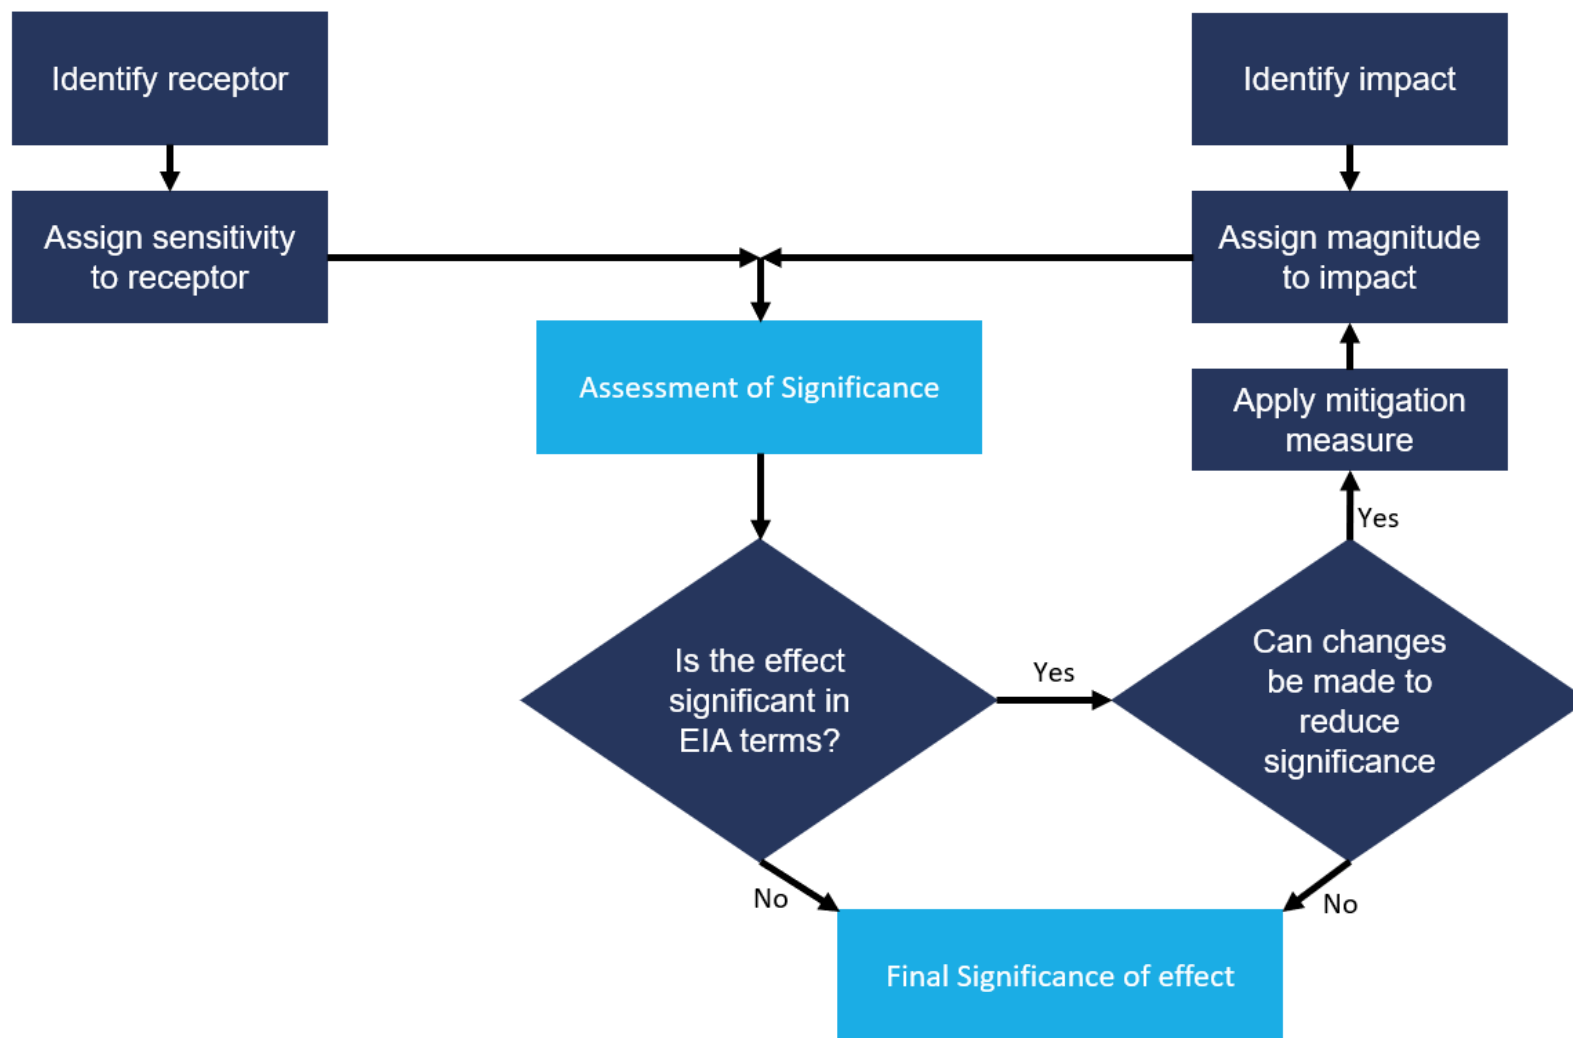 Identify receptor
Identify impact
Assign sensitivity
to receptor
Assign magnitude
to impact
Assessment of Significance
Apply mitigation
measure
Yes
Is the effect
significant in
EIA terms?
Yes
Can changes
be made to
reduce
significance
No
No
Final Significance of effect